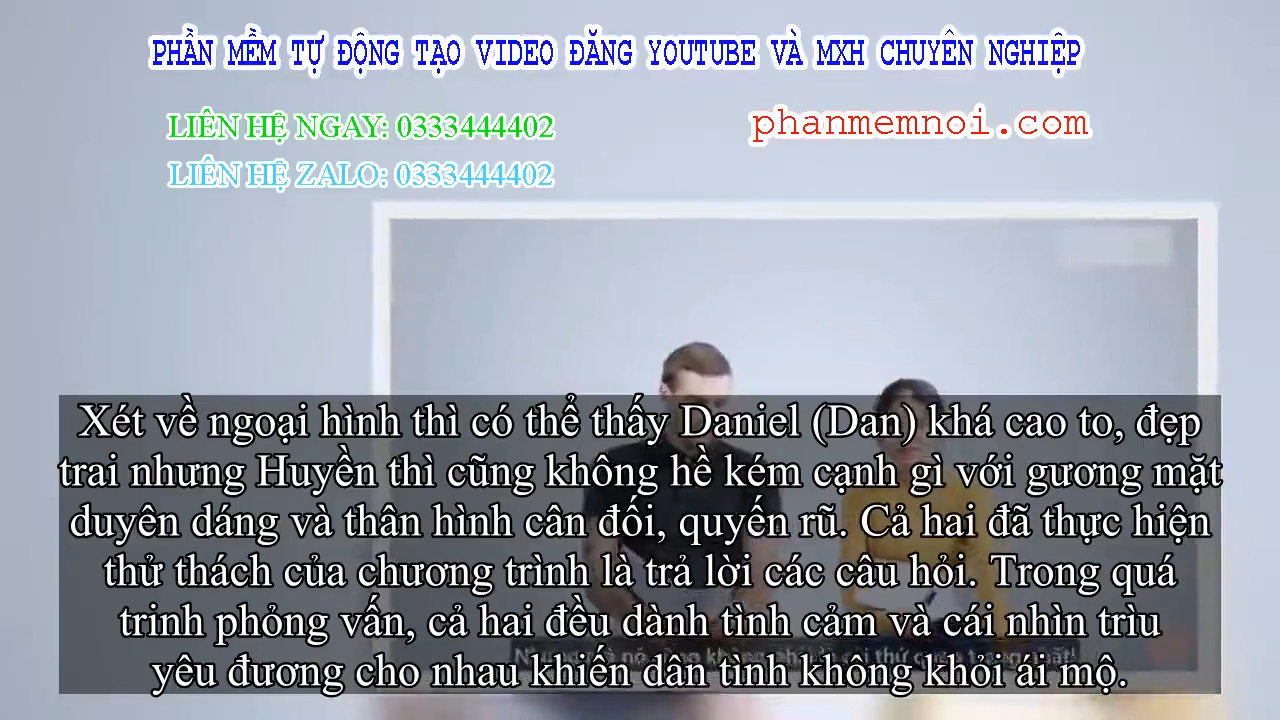 PHẦN MỀM TỰ ĐỘNG TẠO VIDEO ĐĂNG YOUTUBE VÀ MXH CHUYÊN NGHIỆP
LIÊN HỆ NGAY: 0333444402
phanmemnoi.com
LIÊN HỆ ZALO: 0333444402
Xét về ngoại hình thì có thể thấy Daniel (Dan) khá cao to, đẹp
trai nhưng Huyền thì cũng không hề kém cạnh gì với gương mặt
duyên dáng và thân hình cân đối, quyến rũ. Cả hai đã thực hiện
thử thách của chương trình là trả lời các câu hỏi. Trong quá
trinh phỏng vấn, cả hai đều dành tình cảm và cái nhìn trìu
yêu đương cho nhau khiến dân tình không khỏi ái mộ.